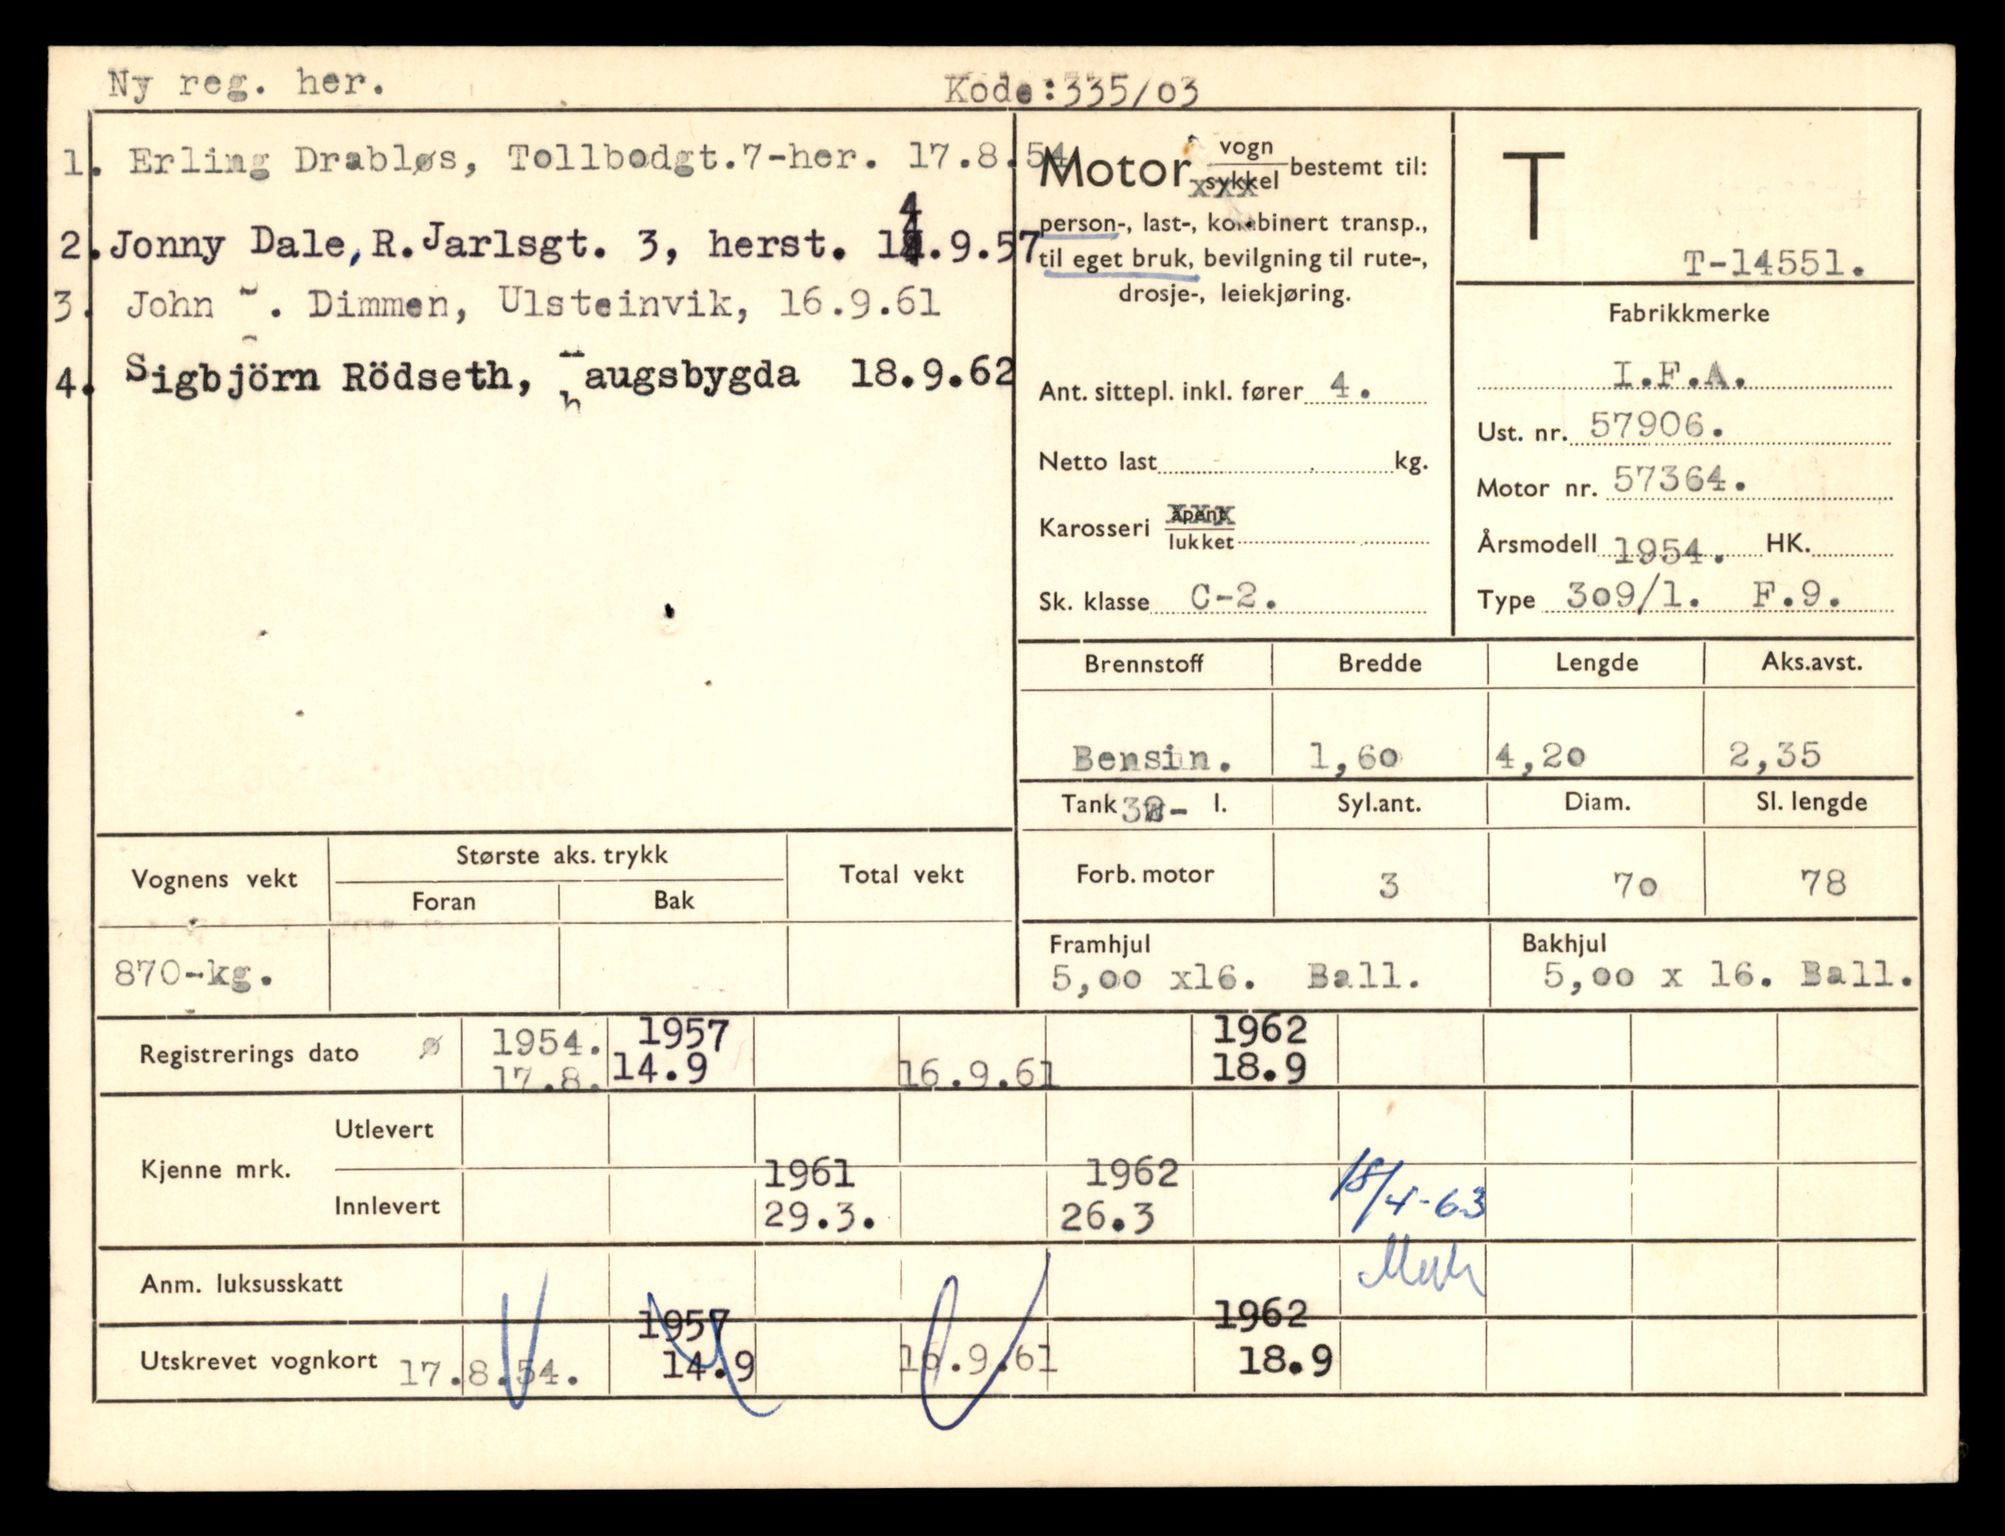 Ny reg. her.
Kode:335/03
1. Erling Drabløs, Tollbodgt.7-her. 17.8.54
2. Jonny Dale, R.Jarlsgt. 3, herst. 14.9.57
3. John . Dimmen, Ulsteinvik, 16.9.61
4. Sigbjörn Rödseth, haugsbygda 18.9.62
Motor vogn sykkel bestemt til:
person-, last-, kombinert transp.,
til eget bruk, bevilgning til rute-,
drosje-, leiekjøring.
Ant. sittepl. inkl. fører 4.
Netto last kg.
Karosseri åpent lukket
Sk. klasse C-2.
T
T-14551.
Fabrikkmerke
I.F.A.
Ust. nr. 57906.
Motor nr. 57364.
Årsmodell 1954. HK.
Type 309/1. F.9.
Brennstoff Bredde Lengde Aks.avst.
Bensin. 1,60 4,20 2,35
Tank l. Syl.ant. Diam. Sl. lengde
Forb. motor 3 70 78
Framhjul Bakhjul
5,00 x16. Ball. 5,00 x 16. Ball.
Vognens vekt Største aks. trykk Total vekt
Foran Bak
870-kg.
Registrerings dato ø 1954. 1957 1962
17.8. 14.9 16.9.61 18.9
Kjenne mrk. Utlevert
Innlevert
1961 1962
29.3. 26.3 18/4-63
Anm. luksusskatt
1957 1962
Utskrevet vognkort 17.8.54. 14.9 16.9.61 18.9